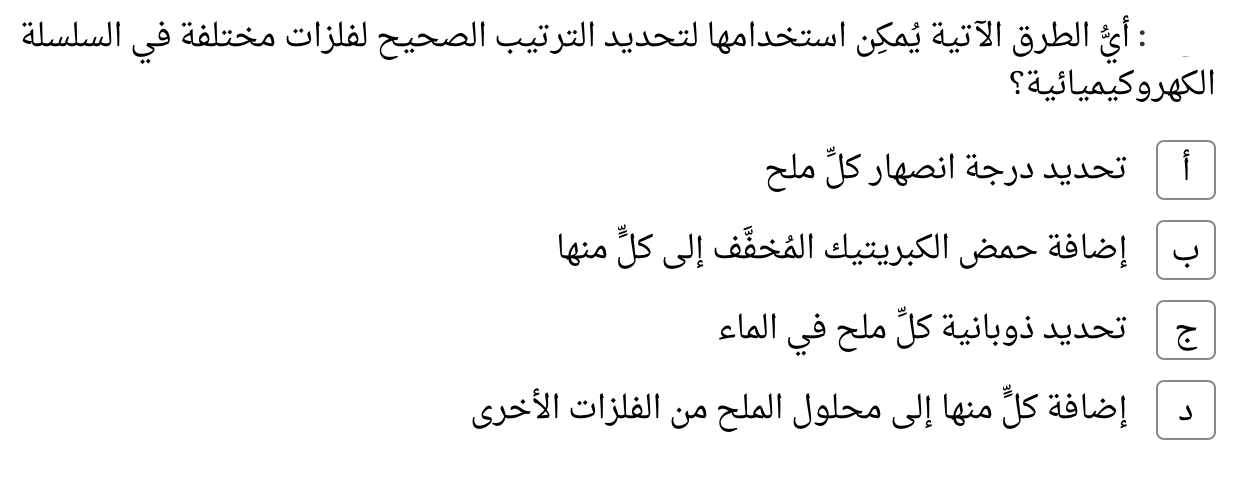 : أيُّ الطرق الآتية يُمكِن استخدامها لتحديد الترتيب الصحيح لفلزات مختلفة في السلسلة
الكهروكيميائية؟
أ تحديد درجة انصهار كلِّ ملح
ب إضافة حمض الكبريتيك المُخفَّف إلى كلٍّ منها
ج تحديد ذوبانية كلِّ ملح في الماء
د إضافة كلٍّ منها إلى محلول الملح من الفلزات الأخرى